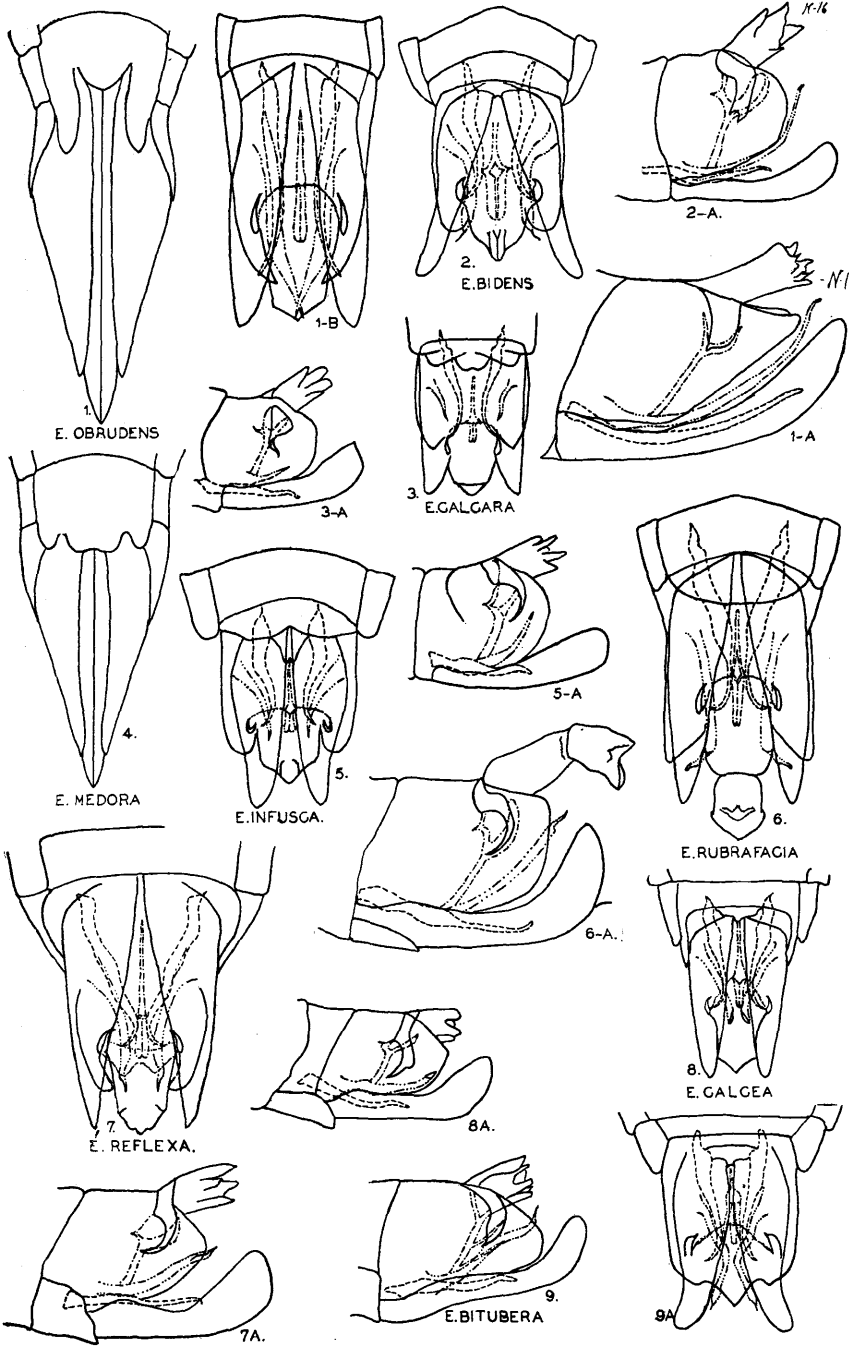 K-16
2-A.
2.
E. BIDENS
1-B
1.
E. OBRUDENS
-N-1
1-A
3-A
3.
E. CALCARA
4.
E. MEDORA
5-A
5.
E. INFUSCA.
6.
E. RUBRAFACIA
6-A.
7.
E. REFLEXA.
8A.
8.
E. CALCEA
7A.
9.
E. BITUBERA
9A